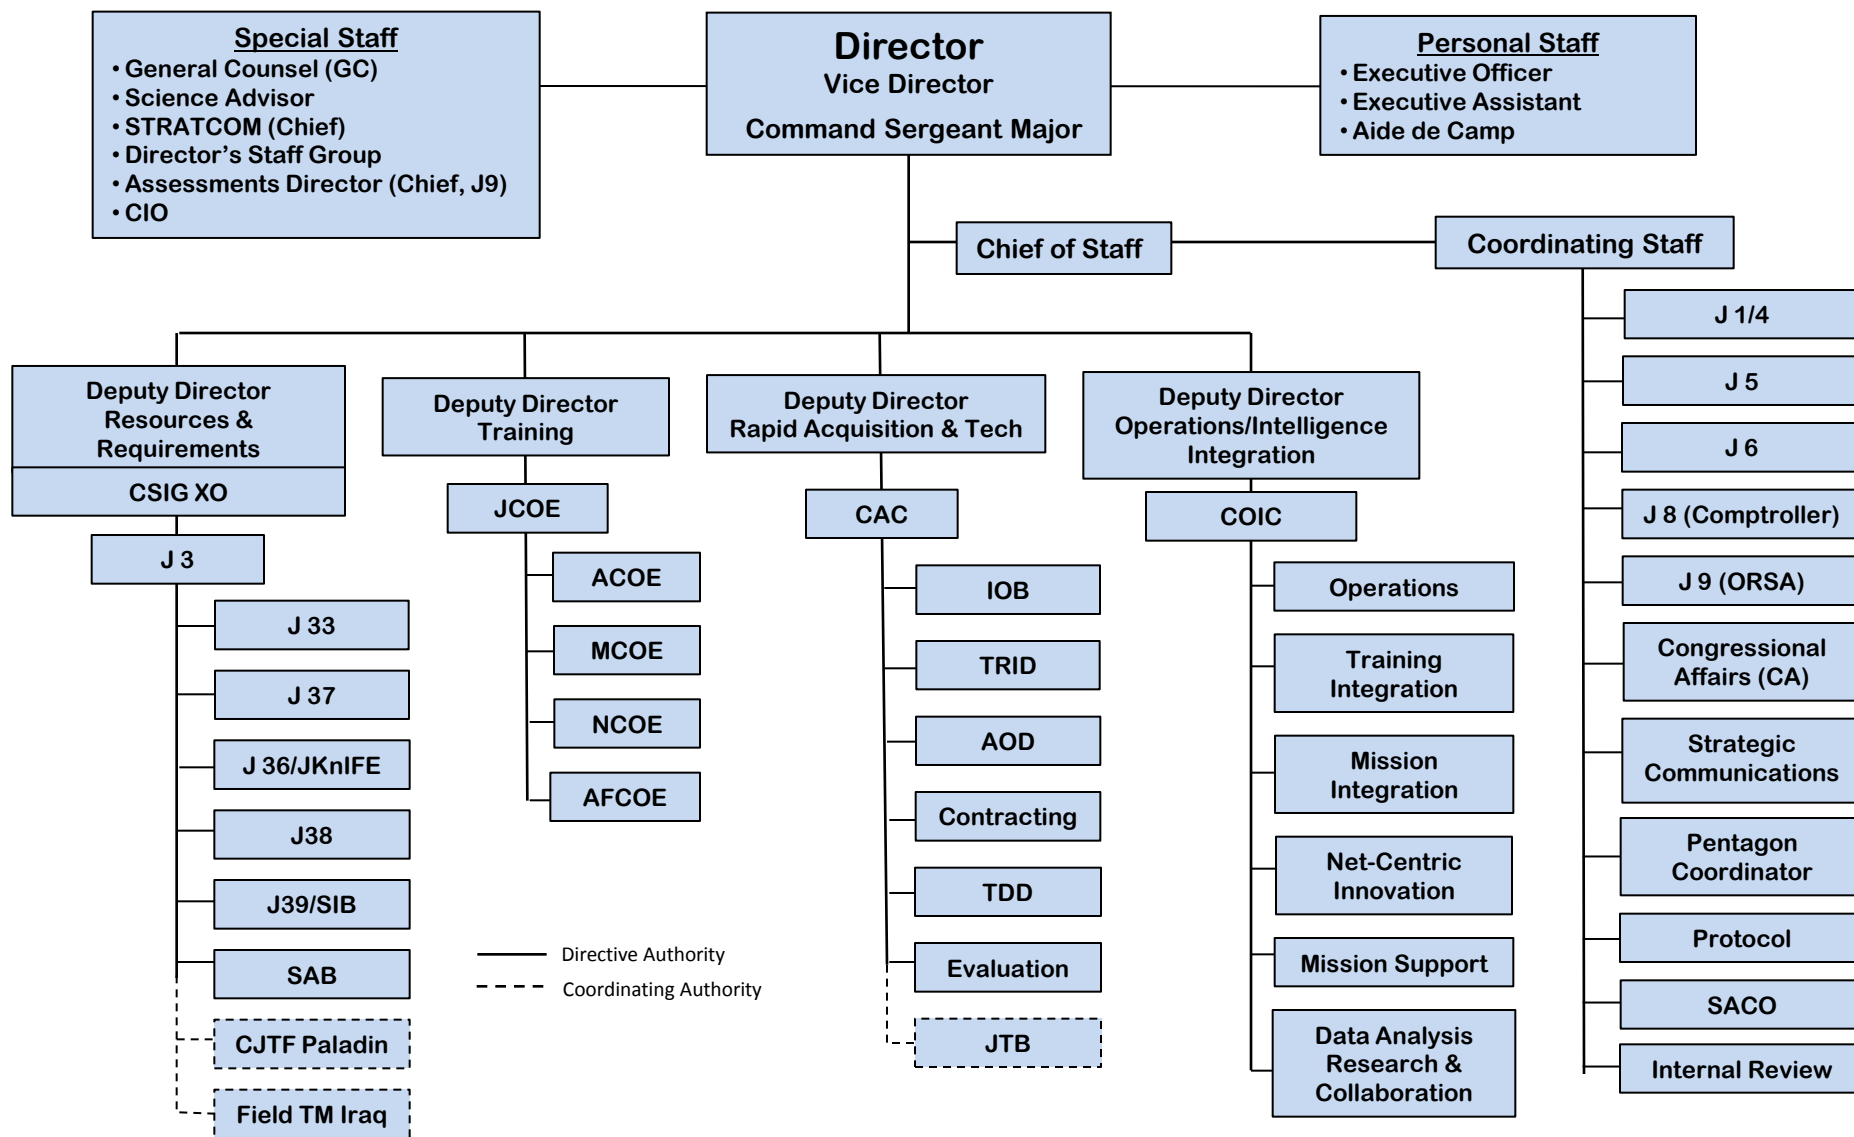 Special Staff
• General Counsel (GC)
• Science Advisor
• STRATCOM (Chief)
• Director’s Staff Group
• Assessments Director (Chief, J9)
• CIO
Director
Vice Director
Command Sergeant Major
Personal Staff
• Executive Officer
• Executive Assistant
• Aide de Camp
Chief of Staff
Coordinating Staff
J 1/4
J 5
J 6
J 8 (Comptroller)
J 9 (ORSA)
Congressional
Affairs (CA)
Strategic
Communications
Pentagon
Coordinator
Protocol
SACO
Internal Review
Deputy Director
Resources &
Requirements
CSIG XO
J 3
J 33
J 37
J 36/JKnIFE
J38
J39/SIB
SAB
CJTF Paladin
Field TM Iraq
Deputy Director
Training
JCOE
ACOE
MCOE
NCOE
AFCOE
Deputy Director
Rapid Acquisition & Tech
CAC
IOB
TRID
AOD
Contracting
TDD
Evaluation
JTB
Deputy Director
Operations/Intelligence
Integration
COIC
Operations
Training
Integration
Mission
Integration
Net-Centric
Innovation
Mission Support
Data Analysis
Research &
Collaboration
Directive Authority
Coordinating Authority